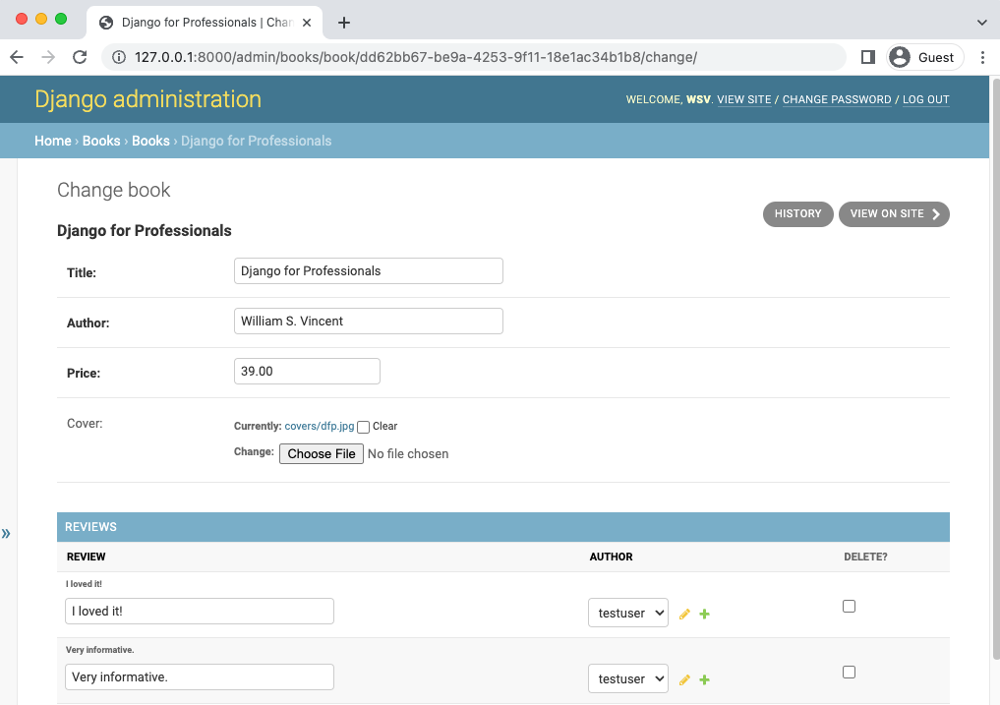 Django for Professionals | Chan
127.0.0.1:8000/admin/books/book/dd62bb67-be9a-4253-9f11-18e1ac34b1b8/change/
Guest
Django administration
WELCOME, WSV. VIEW SITE / CHANGE PASSWORD / LOG OUT
Home › Books › Books › Django for Professionals
Change book
HISTORY
VIEW ON SITE
Django for Professionals
Title: Django for Professionals
Author: William S. Vincent
Price: 39.00
Cover: Currently: covers/dfp.jpg Clear
Change: Choose File No file chosen
»
REVIEWS
REVIEW AUTHOR DELETE?
I loved it!
I loved it! testuser
Very informative.
Very informative. testuser